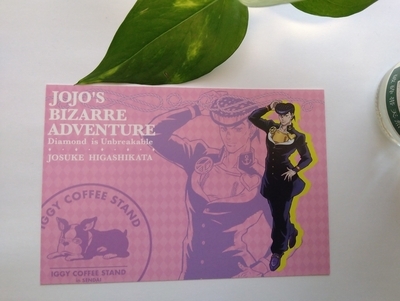 JOJO'S
BIZARRE
ADVENTURE
Diamond is Unbreakable
JOSUKE HIGASHIKATA
IGGY COFFEE STAND
IGGY COFFEE STAND